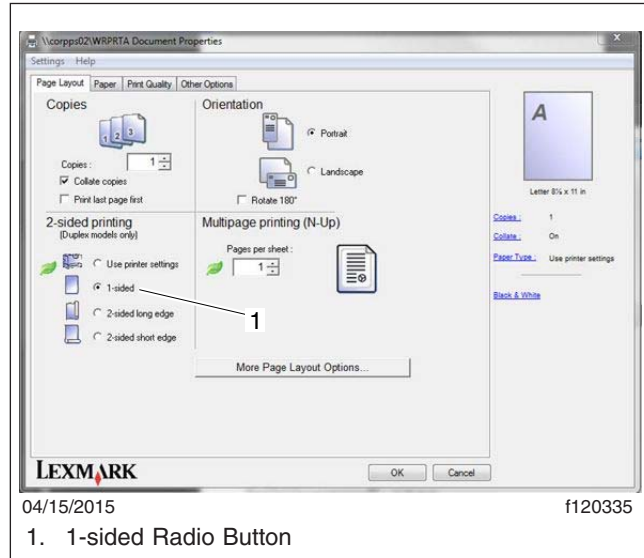 \\corpps02\WRPRTA Document Properties
X
Settings Help
Page Layout Paper Print Quality Other Options
Copies
1 2 3
Copies : 1
Collate copies
Print last page first
Orientation
Portrait
Landscape
Rotate 180°
2-sided printing
(Duplex models only)
Use printer settings
1-sided
2-sided long edge
2-sided short edge
1
Multipage printing (N-Up)
Pages per sheet :
1
More Page Layout Options...
A
Letter 8½ x 11 in
Copies : 1
Collate : On
Paper Type : Use printer settings
Black & White
LEXMARK
OK Cancel
04/15/2015 f120335
1. 1-sided Radio Button